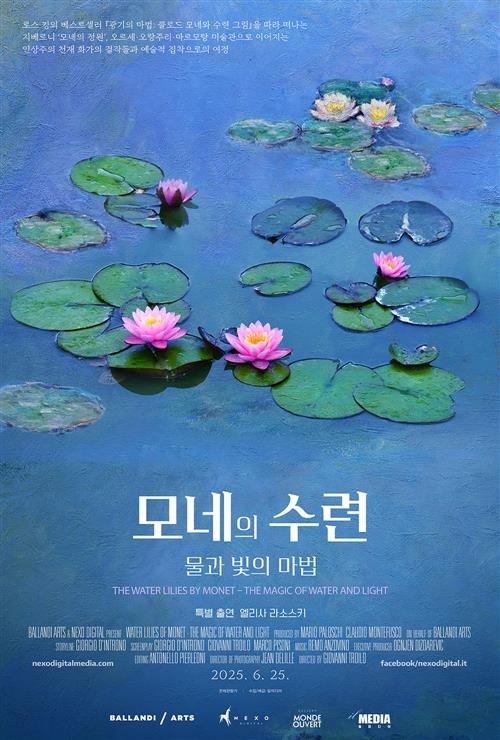 로스 킹의 베스트셀러 『광기의 마법: 클로드 모네와 수련 그림』을 따라 떠나는
지베르니 '모네의 정원', 오르세·오랑주리·마르모탕 미술관으로 이어지는
인상주의 천재 화가의 걸작들과 예술적 집착으로의 여정
모네의 수련
물과 빛의 마법
THE WATER LILIES BY MONET – THE MAGIC OF WATER AND LIGHT
특별 출연 엘리사 라소스키
BALLANDI ARTS & NEXO DIGITAL PRESENT WATER LILIES OF MONET - THE MAGIC OF WATER AND LIGHT PRODUCED BY MARIO PALOSCHI CLAUDIO MONTEFUSCO ON BEHALF OF BALLANDI ARTS
STORYLINE GIORGIO D'INTRONO SCREENPLAY GIORGIO D'INTRONO GIOVANNI TROILO MARCO PISONI MUSIC REMO ANZOVINO EXECUTIVE PRODUCER OGNJEN DIZDAREVIC
EDITING ANTONELLO PIERLEONI DIRECTOR OF PHOTOGRAPHY JEAN DELILLE DIRECTED BY GIOVANNI TROILO
nexodigitalmedia.com
facebook/nexodigital.it
2025. 6. 25.
BALLANDI / ARTS
NEXO
DIGITAL
GALLERY
MONDE
OUVERT
MEDIA